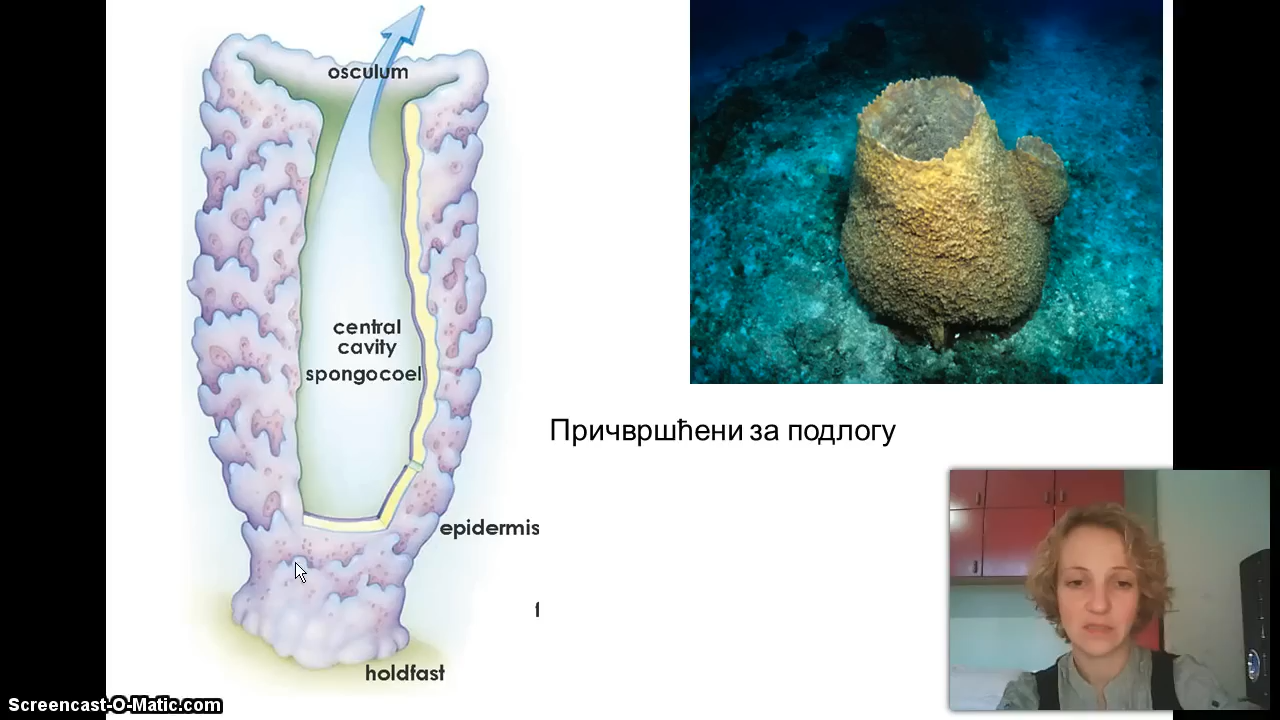 osculum
central
cavity
spongocoel
Причвршћени за подлогу
epidermis
holdfast
Screencast-O-Matic.com